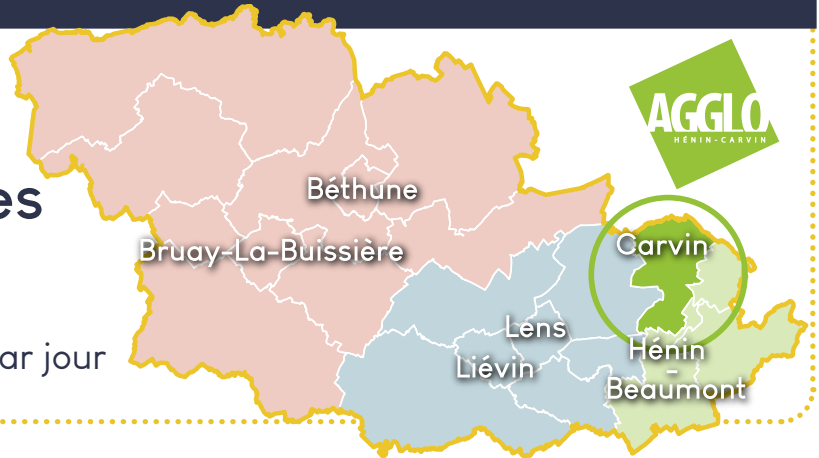 AGGLO
HÉNIN-CARVIN
es
Béthune
Carvin
Bruay-La-Buissière
Lens
Hénin
-
Beaumont
Liévin
ar jour